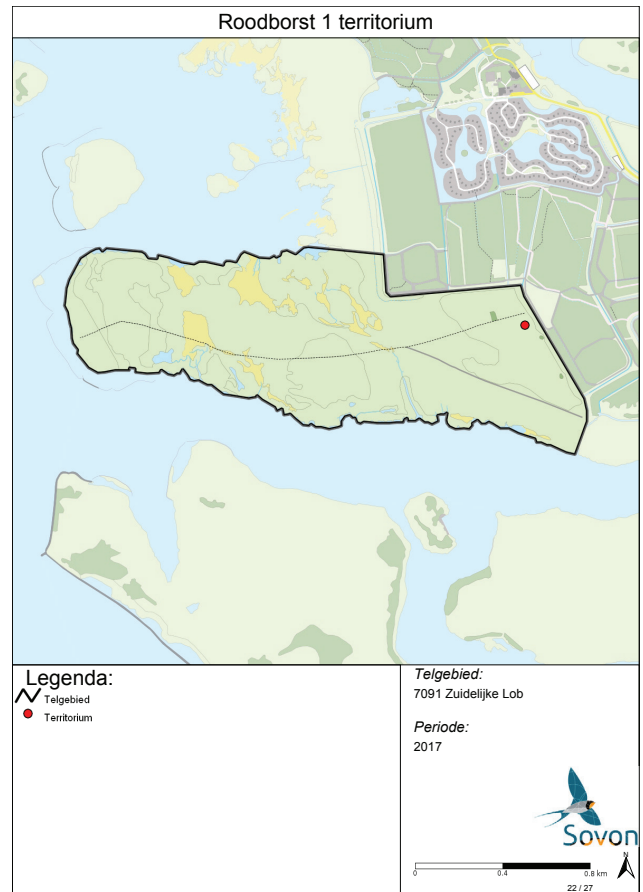 Roodborst 1 territorium
Legenda:
Telgebied
Territorium
Telgebied:
7091 Zuidelijke Lob
Periode:
2017
Sovon
N
0 0.4 0.8 km
22 / 27